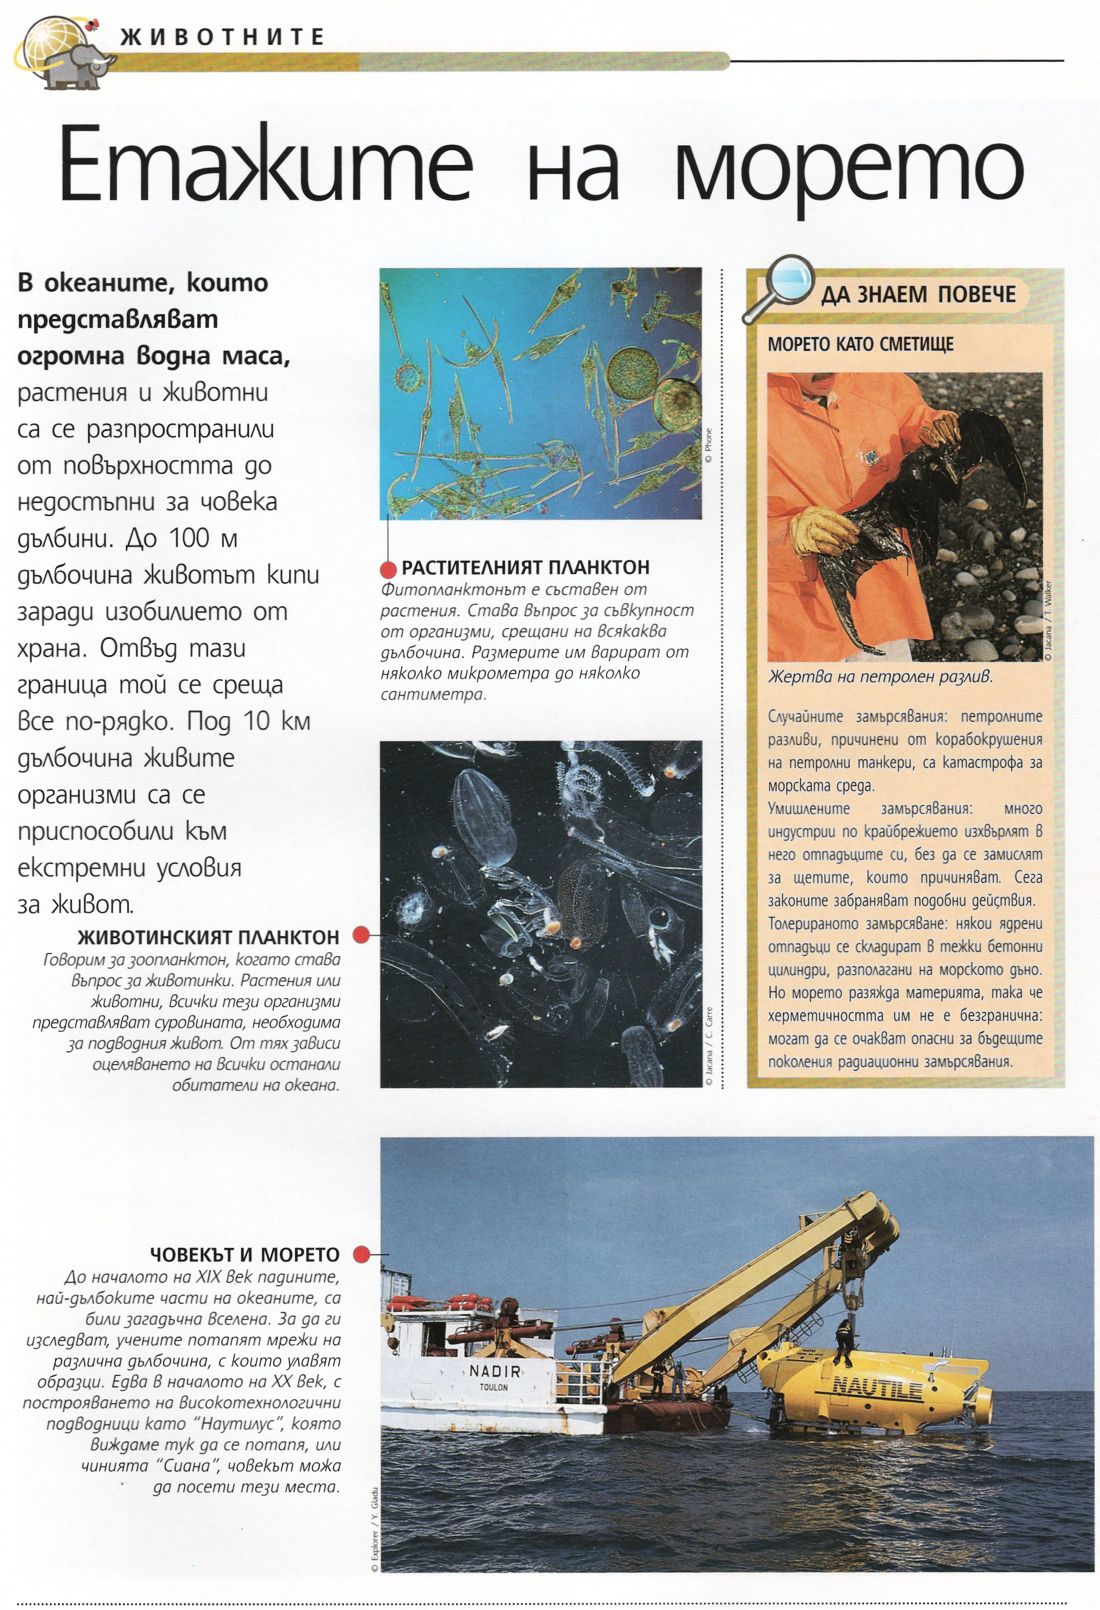 ЖИВОТНИТЕ
Етажите на морето
В океаните, които
представляват
огромна водна маса,
растения и животни
са се разпространили
от повърхността до
недостъпни за човека
дълбини. До 100 м
дълбочина животът кипи
заради изобилието от
храна. Отвъд тази
граница той се среща
все по-рядко. Под 10 км
дълбочина живите
организми са се
приспособили към
екстремни условия
за живот.
© Phone
РАСТИТЕЛНИЯТ ПЛАНКТОН
Фитопланктонът е съставен от
растения. Става въпрос за съвкупност
от организми, срещани на всякаква
дълбочина. Размерите им варират от
няколко микрометра до няколко
сантиметра.
ЖИВОТИНСКИЯТ ПЛАНКТОН
Говорим за зоопланктон, когато става
въпрос за животинки. Растения или
животни, всички тези организми
представляват суровината, необходима
за подводния живот. От тях зависи
оцеляването на всички останали
обитатели на океана.
© Jacana / C. Carre
ДА ЗНАЕМ ПОВЕЧЕ
МОРЕТО КАТО СМЕТИЩЕ
© Jacana / T. Walker
Жертва на петролен разлив.
Случайните замърсявания: петролните
разливи, причинени от корабокрушения
на петролни танкери, са катастрофа за
морската среда.
Умишлените замърсявания: много
индустрии по крайбрежието изхвърлят в
него отпадъците си, без да се замислят
за щетите, които причиняват. Сега
законите забраняват подобни действия.
Толерираното замърсяване: някои ядрени
отпадъци се складират в тежки бетонни
цилиндри, разполагани на морското дъно.
Но морето разяжда материята, така че
херметичността им не е безгранична:
могат да се очакват опасни за бъдещите
поколения радиационни замърсявания.
ЧОВЕКЪТ И МОРЕТО
До началото на XIX век падините,
най-дълбоките части на океаните, са
били загадъчна вселена. За да ги
изследват, учените потапят мрежи на
различна дълбочина, с които улавят
образци. Едва в началото на XX век, с
построяването на високотехнологични
подводници като "Наутилус", която
виждаме тук да се потапя, или
чинията "Сиана", човекът можа
да посети тези места.
© Explorer / Y. Gladu
NADIR
TOULON
NAUTILE